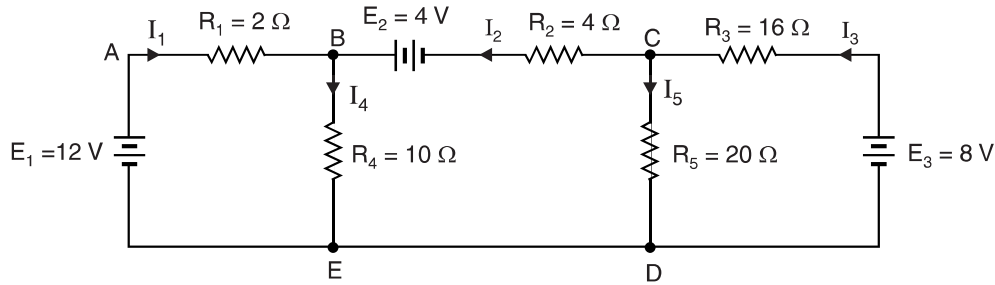 A
I₁
R₁ = 2 Ω
B
E₂ = 4 V
I₂
R₂ = 4 Ω
C
R₃ = 16 Ω
I₃
I₄
I₅
E₁ =12 V
R₄ = 10 Ω
R₅ = 20 Ω
E₃ = 8 V
E
D